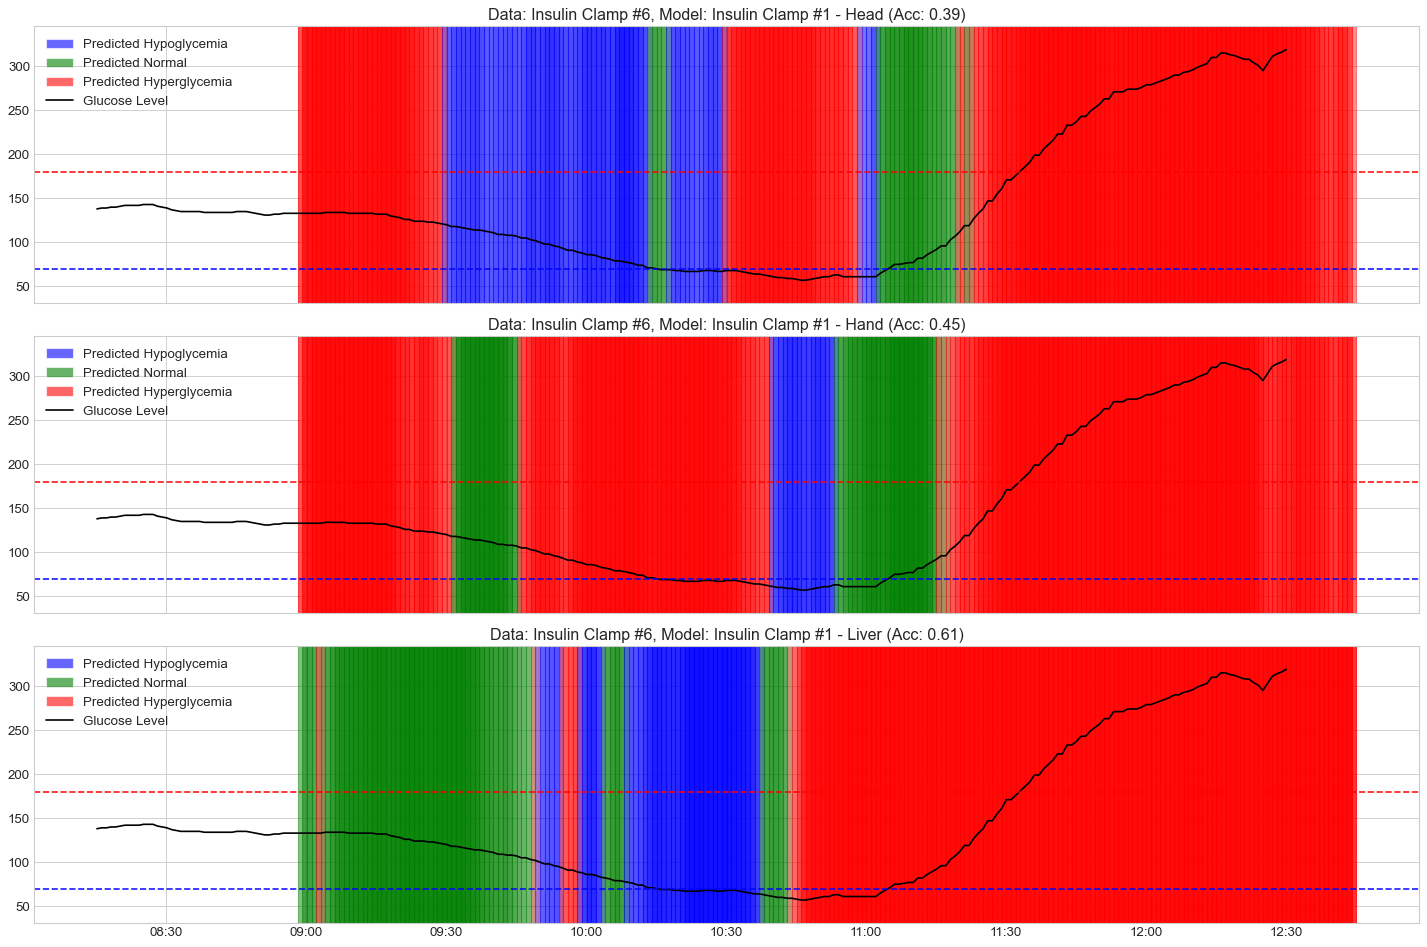 Data: Insulin Clamp #6, Model: Insulin Clamp #1 - Head (Acc: 0.39)
Predicted Hypoglycemia
Predicted Normal
Predicted Hyperglycemia
Glucose Level
300
250
200
150
100
50
Data: Insulin Clamp #6, Model: Insulin Clamp #1 - Hand (Acc: 0.45)
Predicted Hypoglycemia
Predicted Normal
Predicted Hyperglycemia
Glucose Level
300
250
200
150
100
50
Data: Insulin Clamp #6, Model: Insulin Clamp #1 - Liver (Acc: 0.61)
Predicted Hypoglycemia
Predicted Normal
Predicted Hyperglycemia
Glucose Level
300
250
200
150
100
50
08:30 09:00 09:30 10:00 10:30 11:00 11:30 12:00 12:30